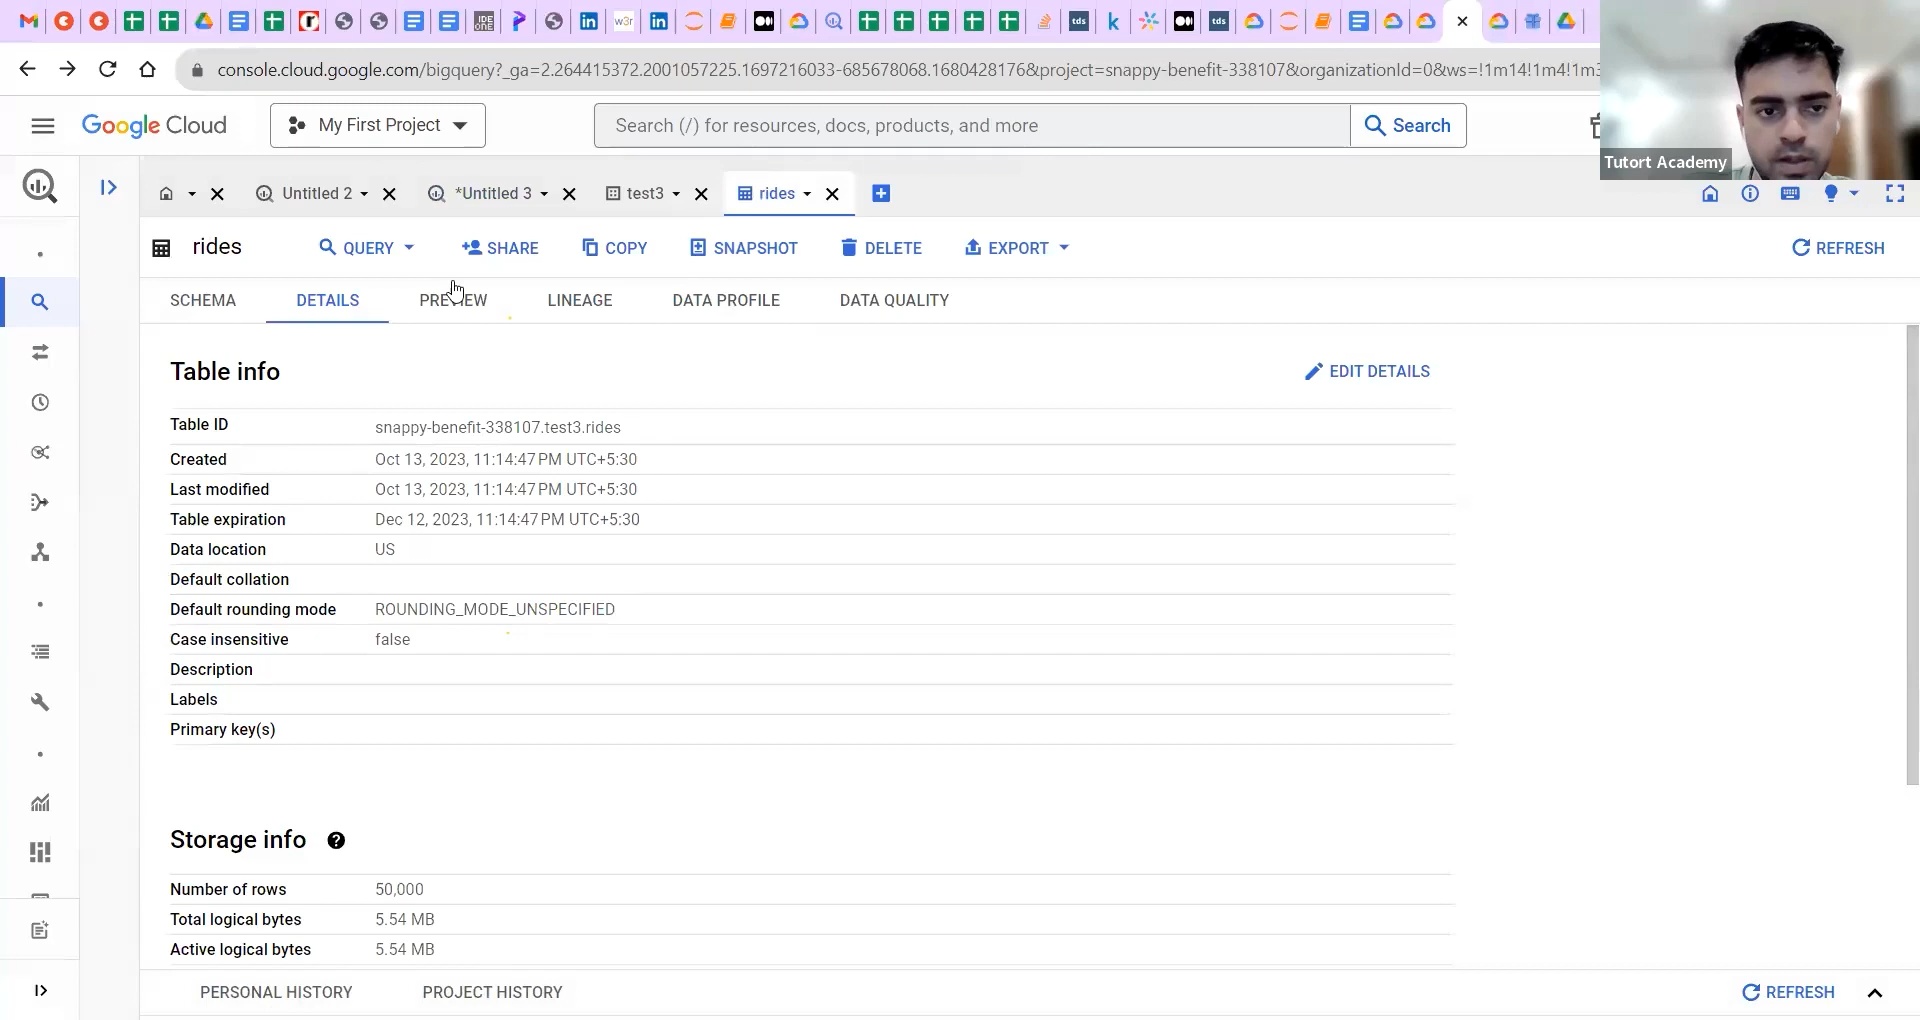 console.cloud.google.com/bigquery?_ga=2.264415372.2001057225.1697216033-685678068.1680428176&project=snappy-benefit-338107&organizationId=0&ws=!1m14!1m4!1m3
Google Cloud
My First Project
Search (/) for resources, docs, products, and more
Search
Tutort Academy
Untitled 2
*Untitled 3
test3
rides
rides
QUERY
SHARE
COPY
SNAPSHOT
DELETE
EXPORT
REFRESH
SCHEMA
DETAILS
PREVIEW
LINEAGE
DATA PROFILE
DATA QUALITY
Table info
EDIT DETAILS
Table ID snappy-benefit-338107.test3.rides
Created Oct 13, 2023, 11:14:47 PM UTC+5:30
Last modified Oct 13, 2023, 11:14:47 PM UTC+5:30
Table expiration Dec 12, 2023, 11:14:47 PM UTC+5:30
Data location US
Default collation
Default rounding mode ROUNDING_MODE_UNSPECIFIED
Case insensitive false
Description
Labels
Primary key(s)
Storage info
Number of rows 50,000
Total logical bytes 5.54 MB
Active logical bytes 5.54 MB
PERSONAL HISTORY
PROJECT HISTORY
REFRESH